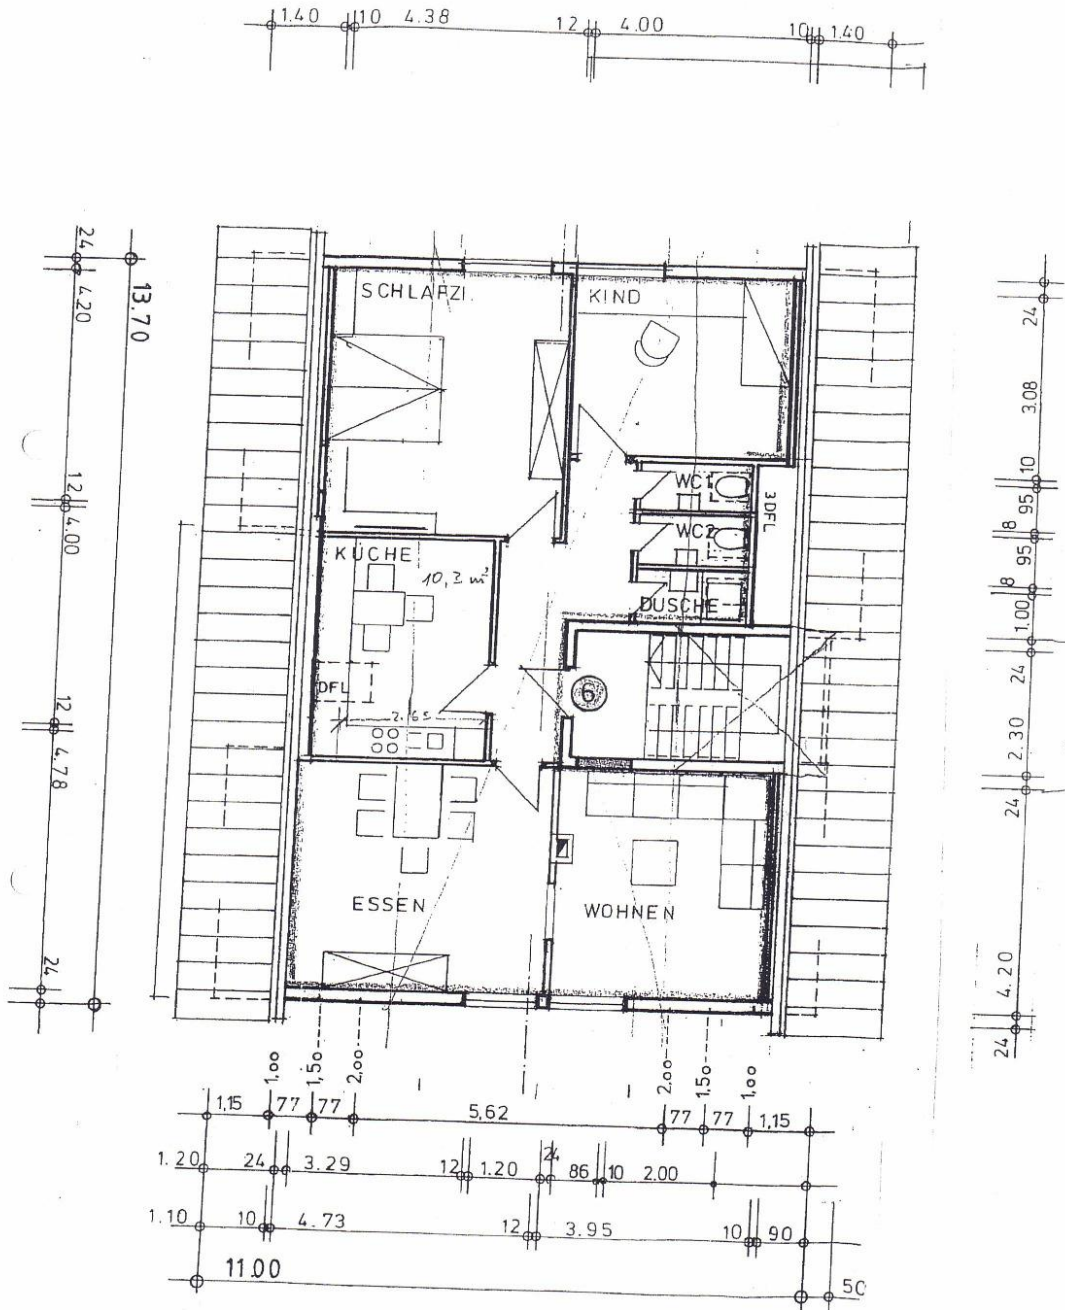 1.40 10 4.38 12 4.00 10 1.40
24 4.20 12 4.00 12 4.78 24
13.70
SCHLAFZI.
KIND
WC1
WC2
3 DFL
DUSCHE
KÜCHE
10,3 m²
DFL
2.65
6
ESSEN
WOHNEN
24 3.08 10 95 8 95 8 1.00 24 2.30 24 4.20 24
1,00 1,50 2,00 2,00 1,50 1,00
1,15 77 77 5,62 77 77 1,15
1.20 24 3.29 12 1.20 24 86 10 2.00
1.10 10 4.73 12 3.95 10 90
11.00 50